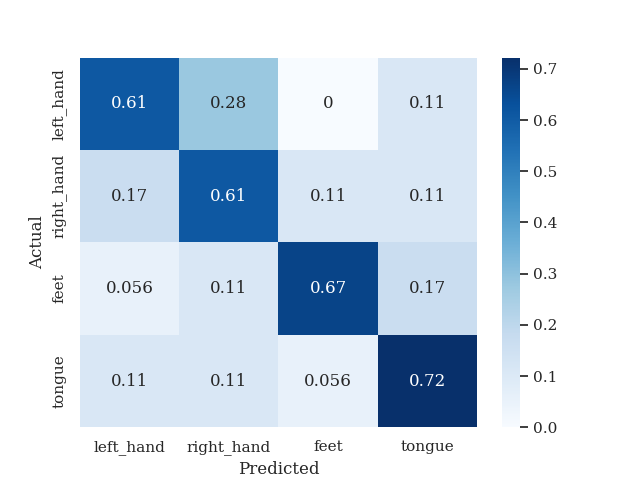 left_hand 0.61 0.28 0 0.11
right_hand 0.17 0.61 0.11 0.11
feet 0.056 0.11 0.67 0.17
tongue 0.11 0.11 0.056 0.72
left_hand right_hand feet tongue
Predicted
Actual
0.7
0.6
0.5
0.4
0.3
0.2
0.1
0.0